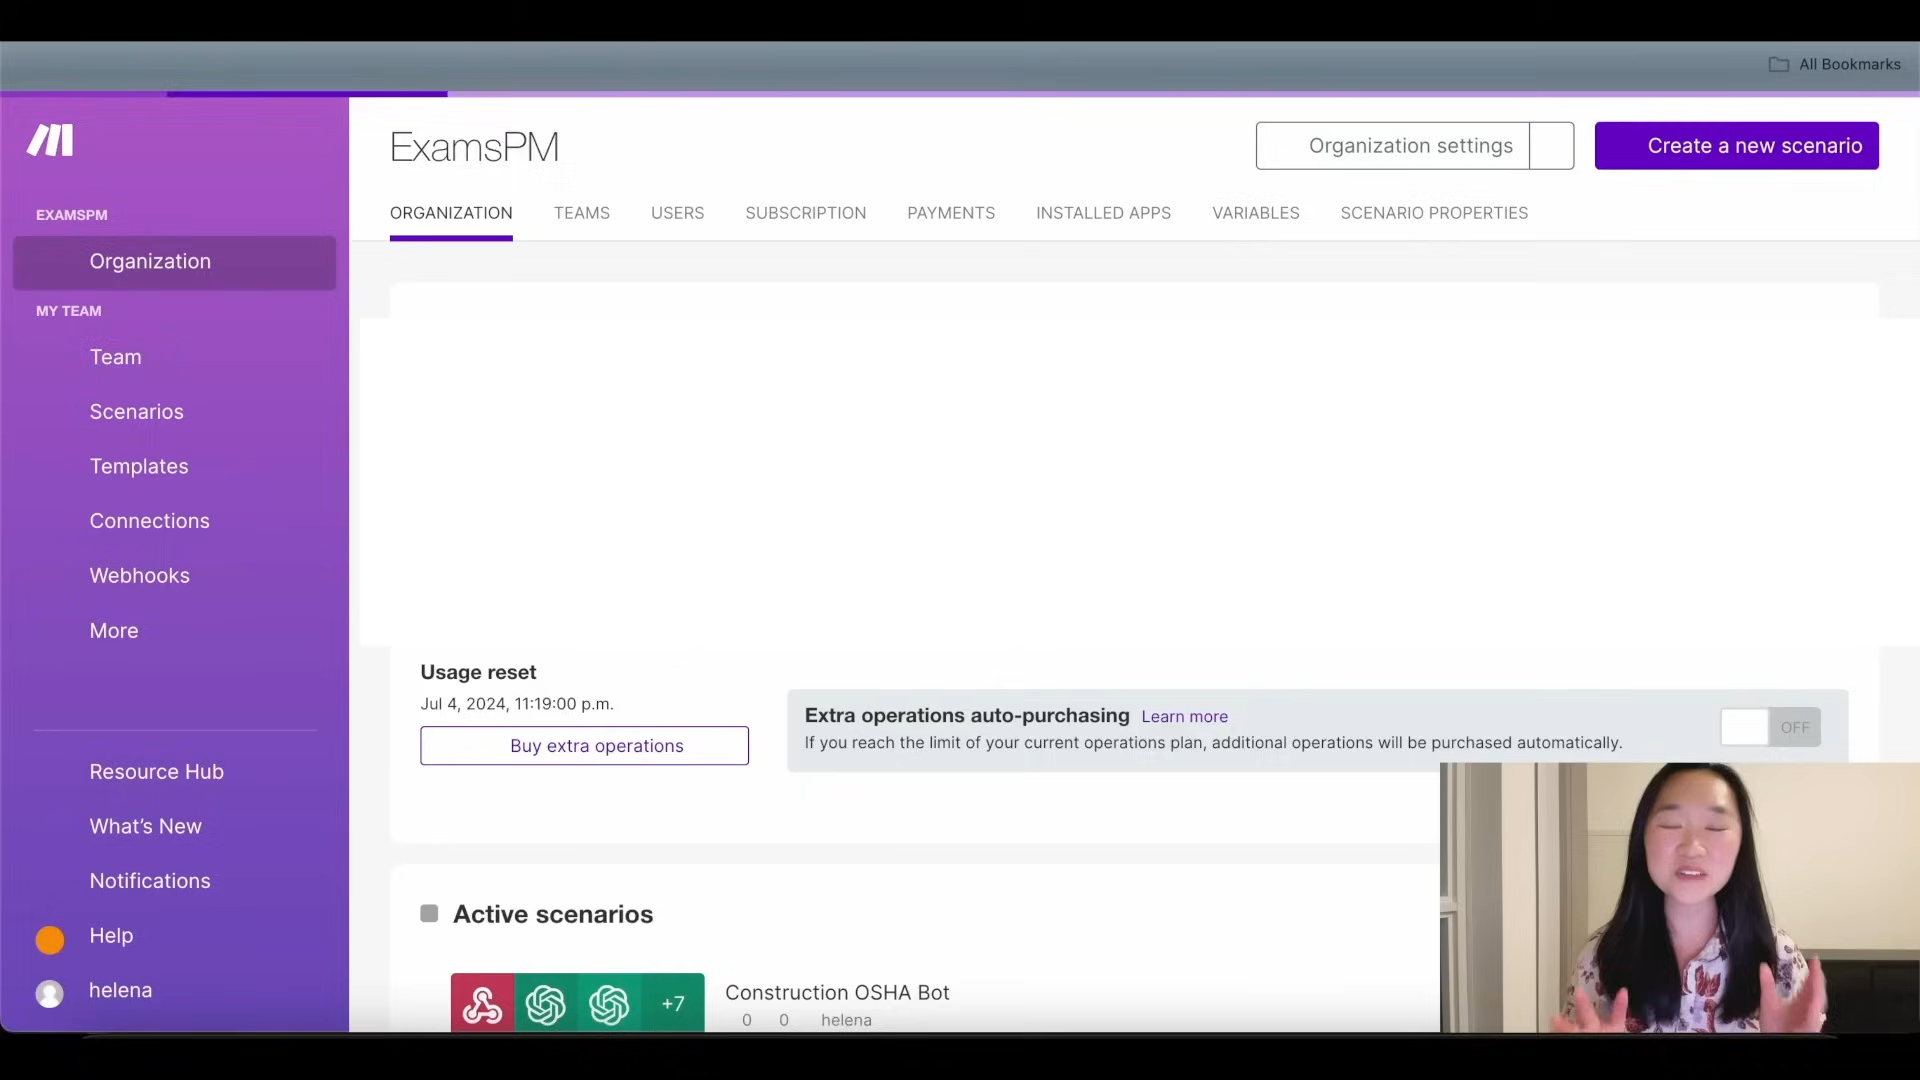 All Bookmarks
EXAMSPM
Organization
MY TEAM
Team
Scenarios
Templates
Connections
Webhooks
More
Resource Hub
What's New
Notifications
Help
helena
ExamsPM
Organization settings
Create a new scenario
ORGANIZATION
TEAMS
USERS
SUBSCRIPTION
PAYMENTS
INSTALLED APPS
VARIABLES
SCENARIO PROPERTIES
Usage reset
Jul 4, 2024, 11:19:00 p.m.
Buy extra operations
Extra operations auto-purchasing Learn more
If you reach the limit of your current operations plan, additional operations will be purchased automatically.
OFF
Active scenarios
+7
Construction OSHA Bot
0 0 helena